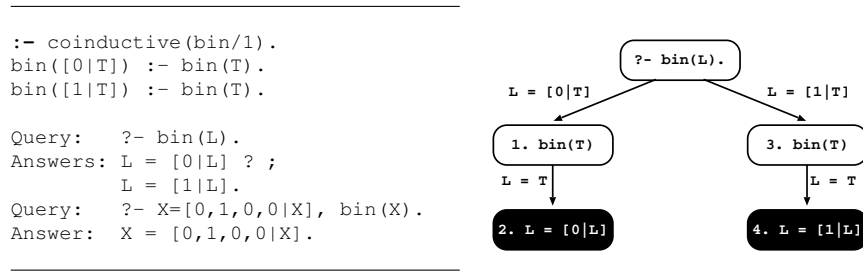 :- coinductive(bin/1).
bin([0|T]) :- bin(T).
bin([1|T]) :- bin(T).
Query: ?- bin(L).
Answers: L = [0|L] ? ;
L = [1|L].
Query: ?- X=[0,1,0,0|X], bin(X).
Answer: X = [0,1,0,0|X].
?- bin(L).
L = [0|T]
L = [1|T]
1. bin(T)
3. bin(T)
L = T
L = T
2. L = [0|L]
4. L = [1|L]